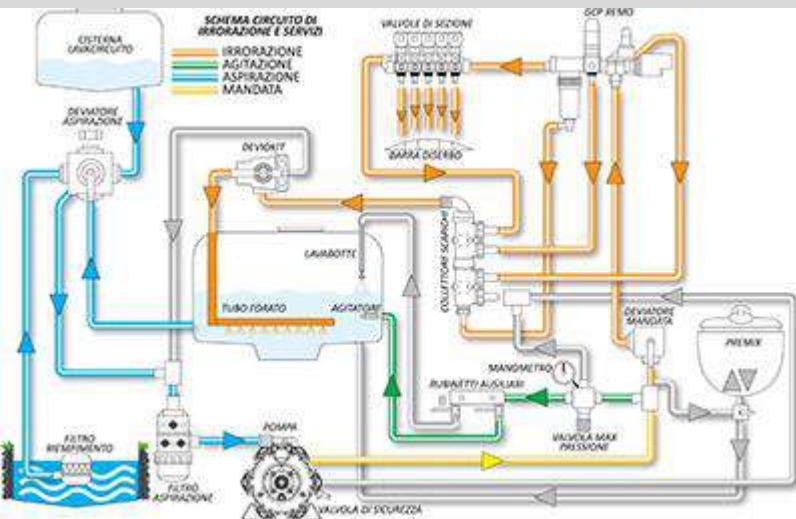 SCHEMA CIRCUITO DI
IRRORAZIONE E SERVIZI
IRRORAZIONE
AGITAZIONE
ASPIRAZIONE
MANDATA
CISTERNA
LAVACIRCUITO
DEVIATORE
ASPIRAZIONE
VALVOLE DI SEZIONE
GCP REMO
DEVIOKIT
BARRA DISERBO
LAVABOTTE
COLLETTORE SCARICHI
TUBO FORATO
AGITATORE
DEVIATORE
MANDATA
PREMIX
MANOMETRO
RUBINETTI AUSILIARI
VALVOLA MAX
PRESSIONE
FILTRO
RIEMPIMENTO
POMPA
FILTRO
ASPIRAZIONE
VALVOLA DI SICUREZZA